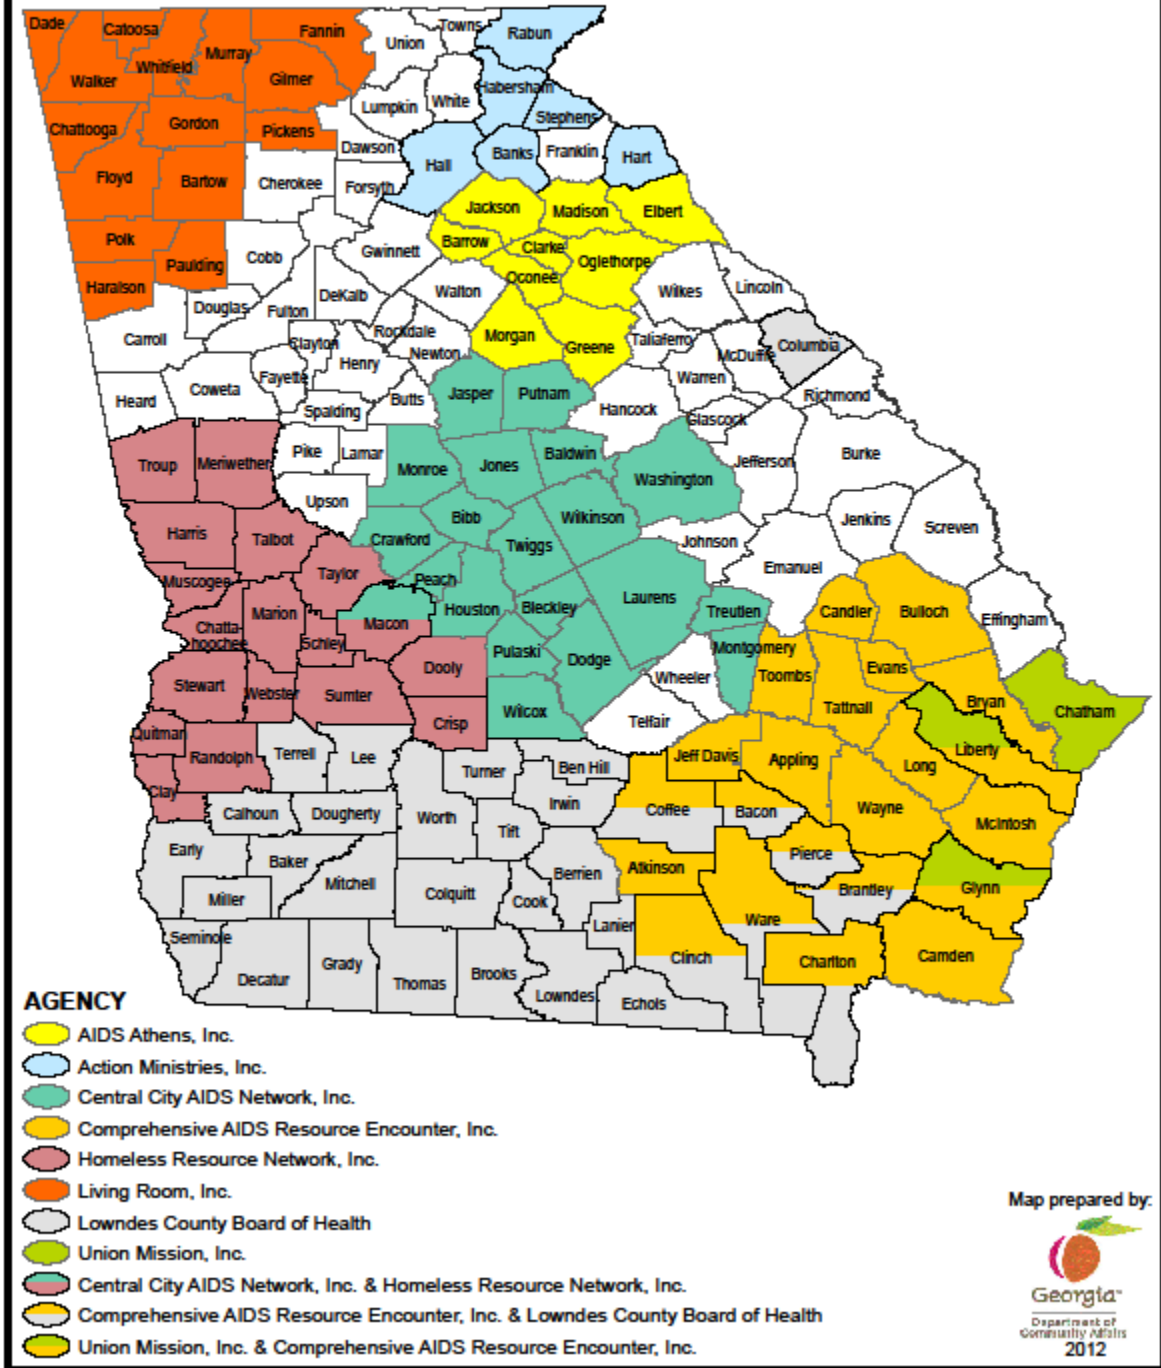 Dade
Catoosa
Fannin
Union
Towns
Rabun
Walker
Whitfield
Murray
Gilmer
Lumpkin
White
Habersham
Stephens
Chattooga
Gordon
Pickens
Dawson
Hall
Banks
Franklin
Hart
Floyd
Bartow
Cherokee
Forsyth
Jackson
Madison
Elbert
Polk
Paulding
Cobb
Gwinnett
Barrow
Clarke
Oglethorpe
Oconee
Haralson
Douglas
Fulton
DeKalb
Walton
Wilkes
Lincoln
Carroll
Clayton
Rockdale
Newton
Henry
Morgan
Greene
Taliaferro
McDuffie
Columbia
Heard
Coweta
Fayette
Spalding
Butts
Jasper
Putnam
Hancock
Warren
Glascock
Richmond
Troup
Meriwether
Pike
Lamar
Monroe
Jones
Baldwin
Washington
Jefferson
Burke
Upson
Bibb
Wilkinson
Jenkins
Screven
Harris
Talbot
Crawford
Twiggs
Johnson
Emanuel
Muscogee
Taylor
Peach
Houston
Bleckley
Laurens
Treutlen
Candler
Bulloch
Effingham
Chatta-
hoochee
Marion
Schley
Macon
Dooly
Pulaski
Dodge
Wheeler
Montgomery
Toombs
Evans
Tattnall
Bryan
Chatham
Stewart
Webster
Sumter
Crisp
Wilcox
Telfair
Liberty
Long
Quitman
Randolph
Terrell
Lee
Turner
Ben Hill
Jeff Davis
Appling
Clay
Calhoun
Dougherty
Worth
Irwin
Tift
Coffee
Bacon
Wayne
McIntosh
Early
Baker
Miller
Mitchell
Colquitt
Cook
Berrien
Atkinson
Pierce
Brantley
Glynn
Seminole
Decatur
Grady
Thomas
Brooks
Lanier
Lowndes
Echols
Clinch
Ware
Charlton
Camden
AGENCY
AIDS Athens, Inc.
Action Ministries, Inc.
Central City AIDS Network, Inc.
Comprehensive AIDS Resource Encounter, Inc.
Homeless Resource Network, Inc.
Living Room, Inc.
Lowndes County Board of Health
Union Mission, Inc.
Central City AIDS Network, Inc. & Homeless Resource Network, Inc.
Comprehensive AIDS Resource Encounter, Inc. & Lowndes County Board of Health
Union Mission, Inc. & Comprehensive AIDS Resource Encounter, Inc.
Map prepared by:
Georgia™
Department of
Community Affairs
2012